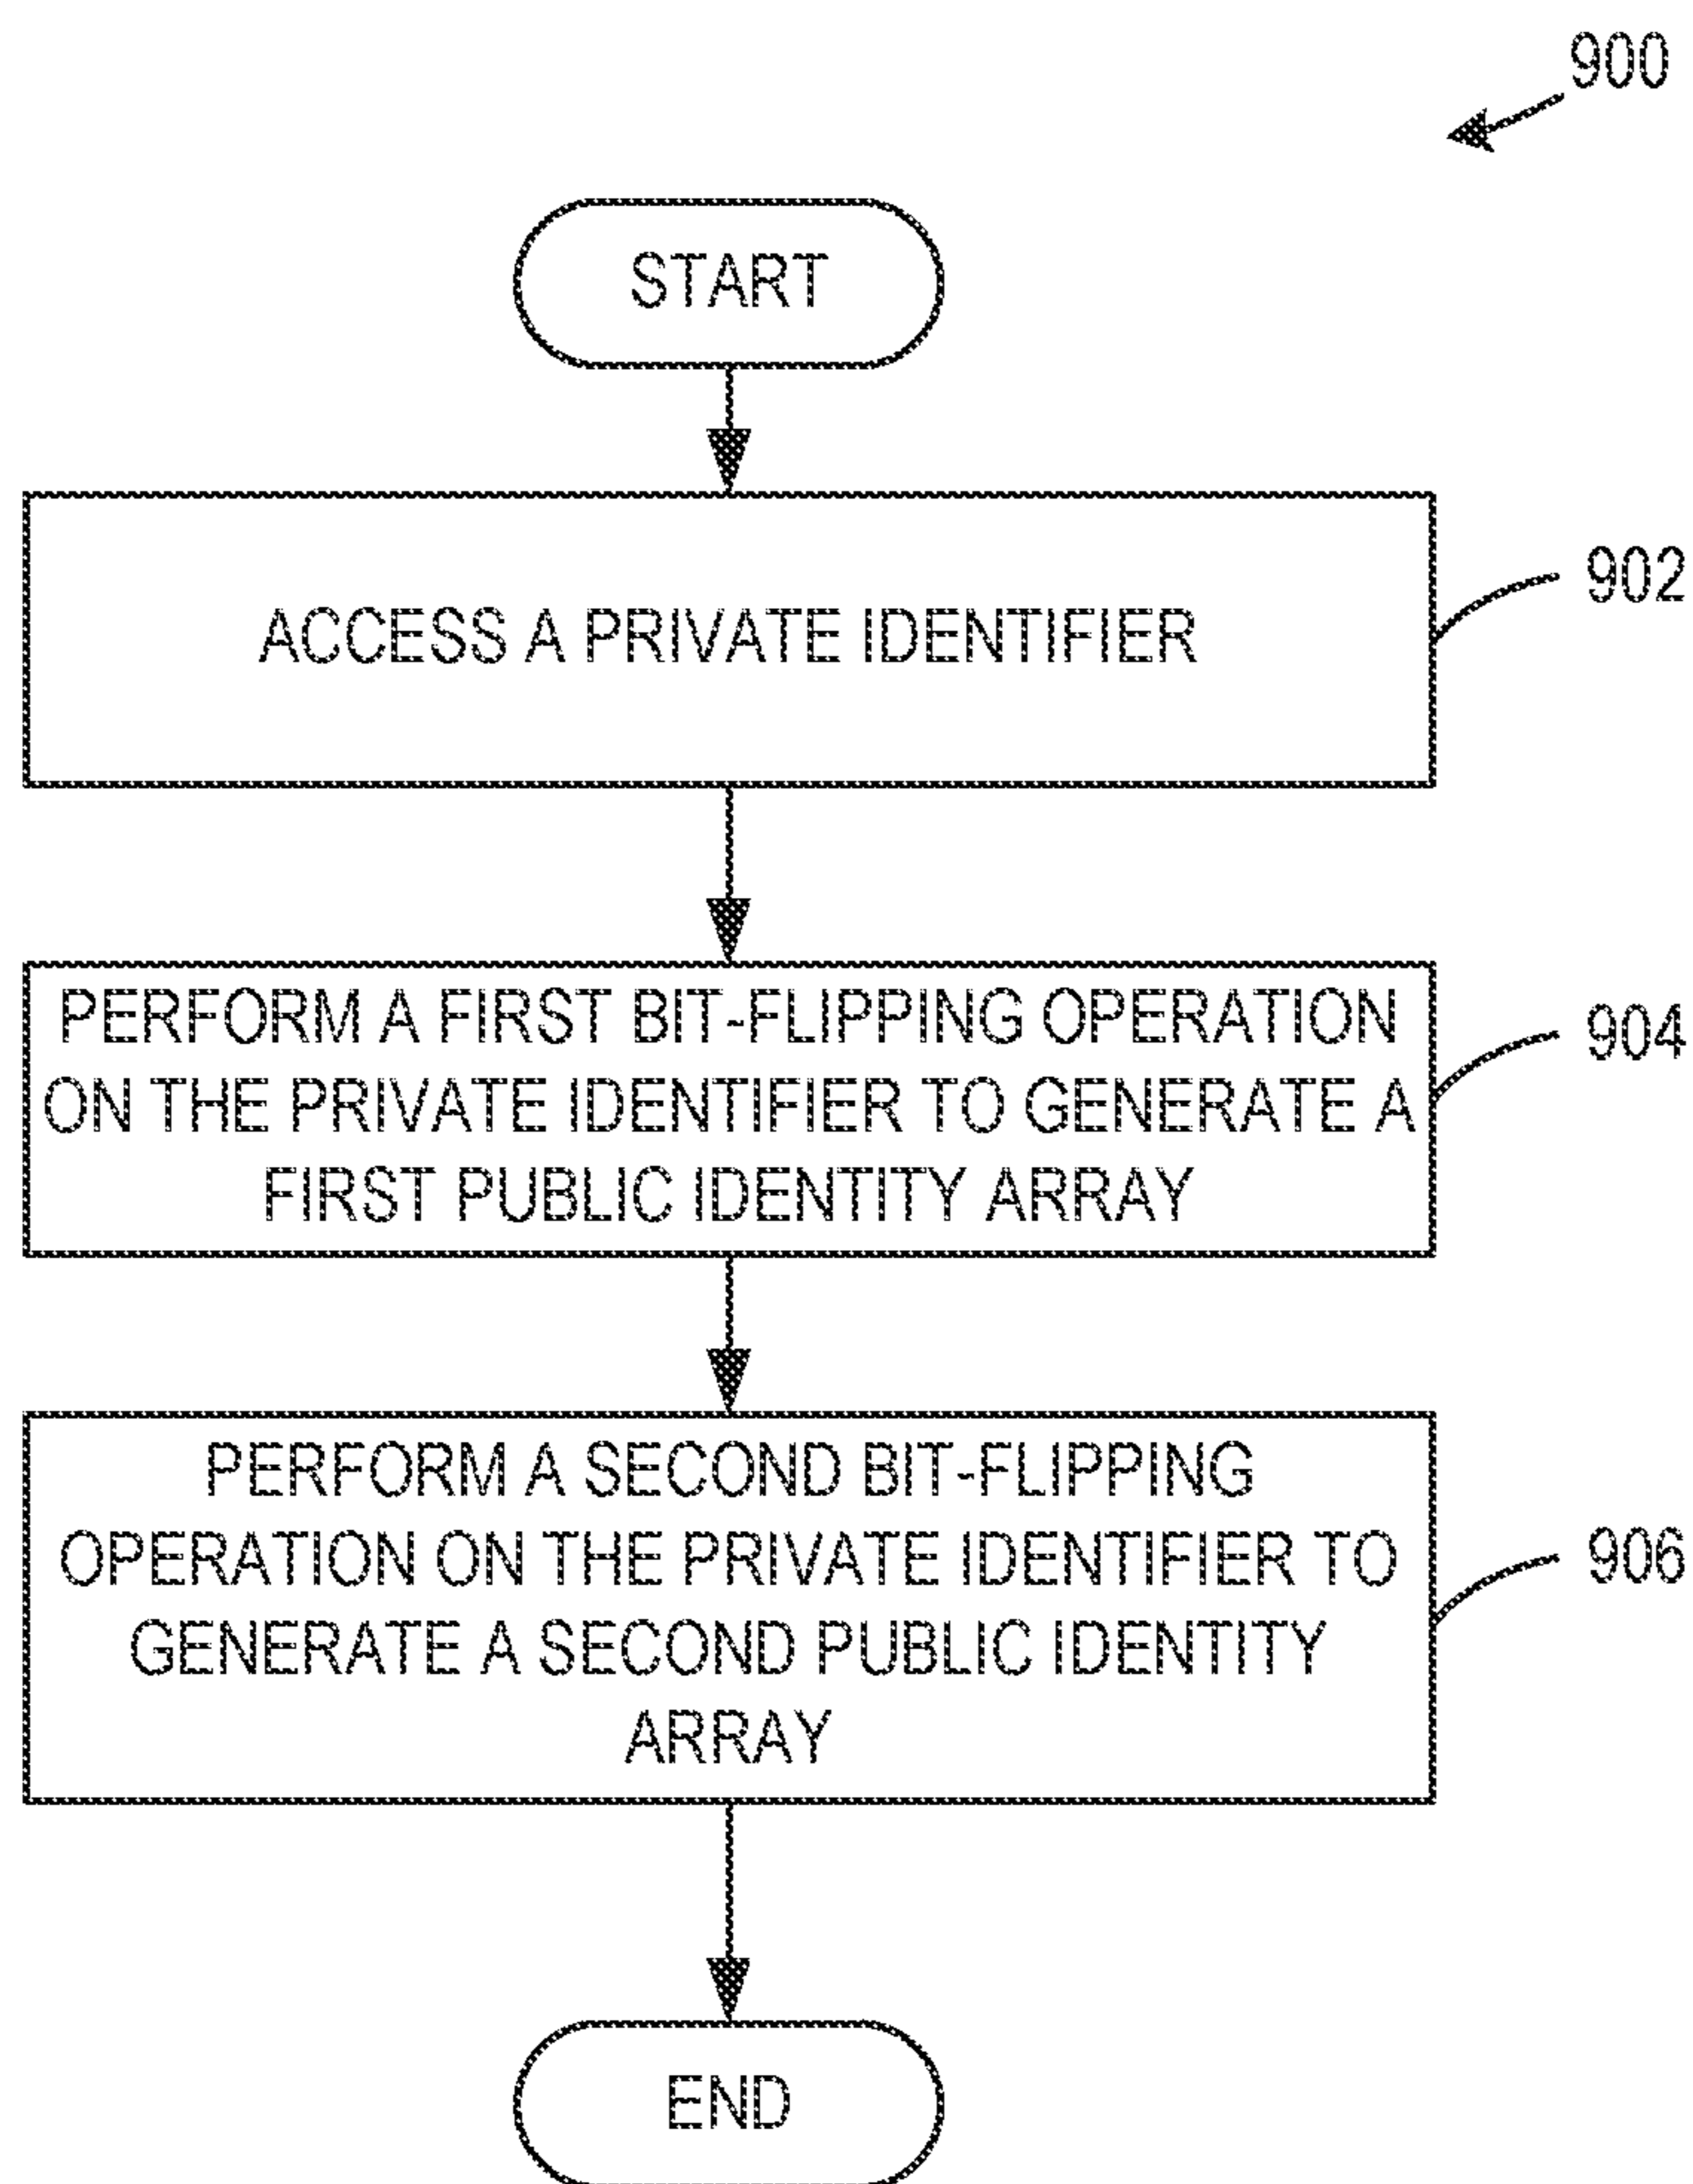 900
START
ACCESS A PRIVATE IDENTIFIER
902
PERFORM A FIRST BIT-FLIPPING OPERATION
ON THE PRIVATE IDENTIFIER TO GENERATE A
FIRST PUBLIC IDENTITY ARRAY
904
PERFORM A SECOND BIT-FLIPPING
OPERATION ON THE PRIVATE IDENTIFIER TO
GENERATE A SECOND PUBLIC IDENTITY
ARRAY
906
END